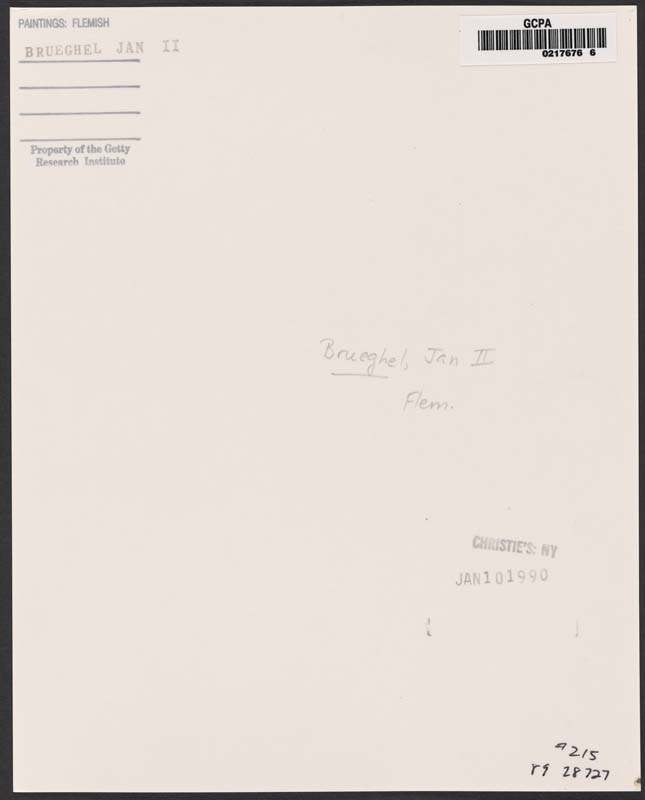 PAINTINGS: FLEMISH
BRUEGHEL JAN II
Property of the Getty
Research Institute
GCPA
0217676 6
Brueghel, Jan II
Flem.
CHRISTIE'S: NY
JAN 10 1990
#215
89 28727